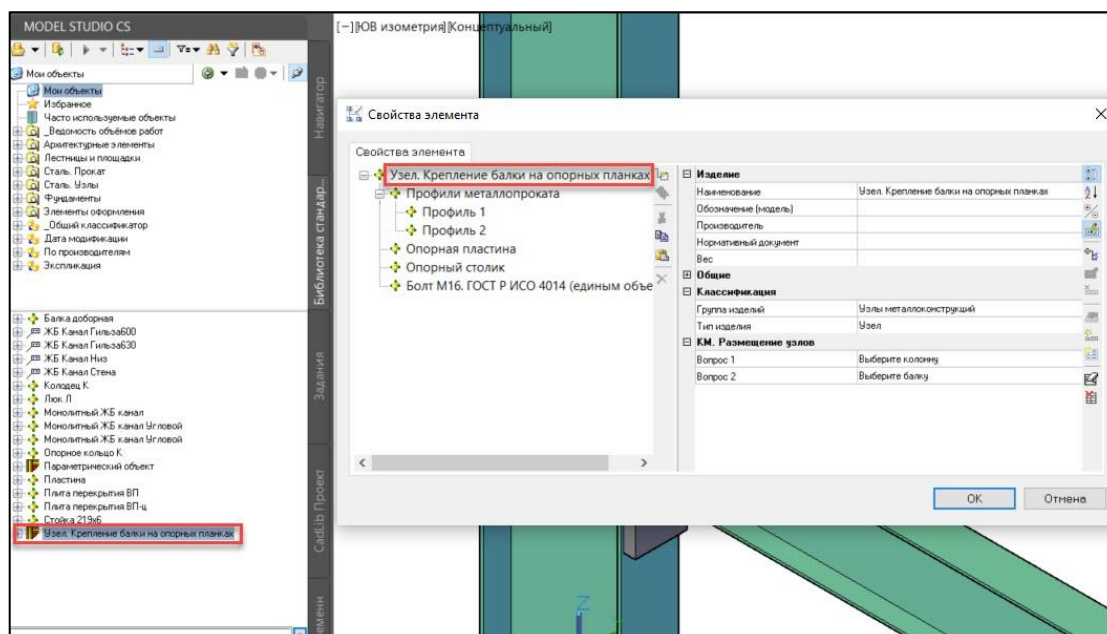 MODEL STUDIO CS
Мои объекты
Мои объекты
Избранное
Часто используемые объекты
_Ведомость объёмов работ
Архитектурные элементы
Лестницы и площадки
Сталь. Прокат
Сталь. Узлы
Фундаменты
Элементы оформления
_Общий классификатор
Дата модификации
По производителям
Экспликация
Балка доборная
ЖБ Канал Гильза600
ЖБ Канал Гильза630
ЖБ Канал Низ
ЖБ Канал Стена
Колодец К
Люк Л
Монолитный ЖБ канал
Монолитный ЖБ канал Угловой
Монолитный ЖБ канал Угловой
Опорное кольцо К
Параметрический объект
Пластина
Плита перекрытия ВП
Плита перекрытия ВП-ц
Стойка 219х6
Узел. Крепление балки на опорных планках
Навигатор
Библиотека стандар...
Задания
CadLib Проект
[−][ЮВ изометрия][Концептуальный]
Свойства элемента
Свойства элемента
Узел. Крепление балки на опорных планках
Профили металлопроката
Профиль 1
Профиль 2
Опорная пластина
Опорный столик
Болт М16. ГОСТ Р ИСО 4014 (единым объе
Изделие
Наименование Узел. Крепление балки на опорных планках
Обозначение (модель)
Производитель
Нормативный документ
Вес
Общие
Классификация
Группа изделий Узлы металлоконструкций
Тип изделия Узел
КМ. Размещение узлов
Вопрос 1 Выберите колонну
Вопрос 2 Выберите балку
OK Отмена
Z